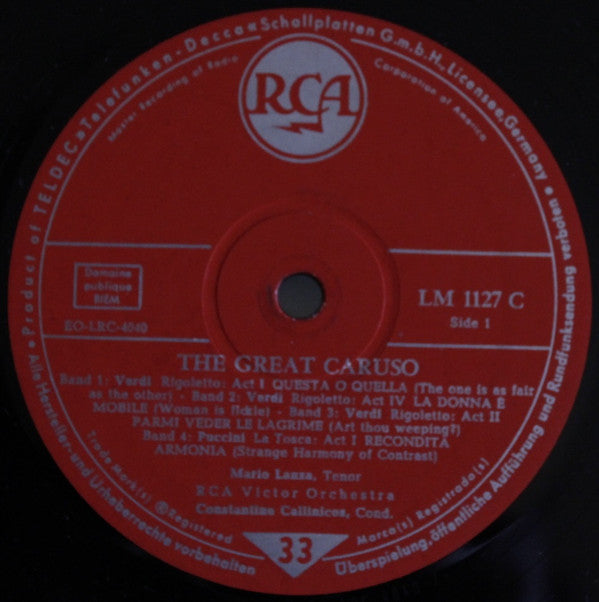 Product of TELDEC »Telefunken - Decca« Schallplatten G.m.b.H., Licensee, Germany
Master Recording of Radio Corporation of America
RCA
Domaine
publique
BIEM
EO-LRC-4040
LM 1127 C
Side 1
THE GREAT CARUSO
Band 1: Verdi Rigoletto: Act I QUESTA O QUELLA (The one is as fair
as the other) - Band 2: Verdi Rigoletto: Act IV LA DONNA E
MOBILE (Woman is fickle) - Band 3: Verdi Rigoletto: Act II
PARMI VEDER LE LAGRIME (Art thou weeping?)
Band 4: Puccini La Tosca: Act I RECONDITA
ARMONIA (Strange Harmony of Contrast)
Mario Lanza, Tenor
RCA Victor Orchestra
Constantine Callinicos, Cond.
Trade Mark(s) ® Registered
Marca(s) Registrada(s)
33
Alle Hersteller- und Urheberrechte vorbehalten
Überspielung, öffentliche Aufführung und Rundfunksendung verboten